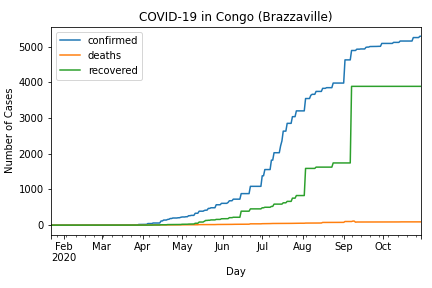 COVID-19 in Congo (Brazzaville)
confirmed
deaths
recovered
Number of Cases
5000
4000
3000
2000
1000
0
Feb Mar Apr May Jun Jul Aug Sep Oct
2020
Day